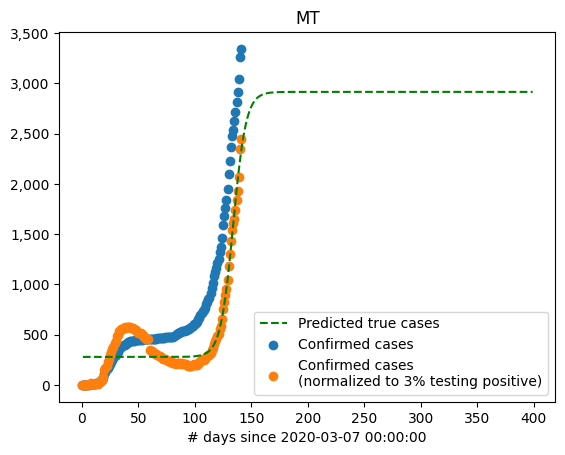 MT
3,500
3,000
2,500
2,000
1,500
1,000
500
0
0 50 100 150 200 250 300 350 400
# days since 2020-03-07 00:00:00
Predicted true cases
Confirmed cases
Confirmed cases
(normalized to 3% testing positive)